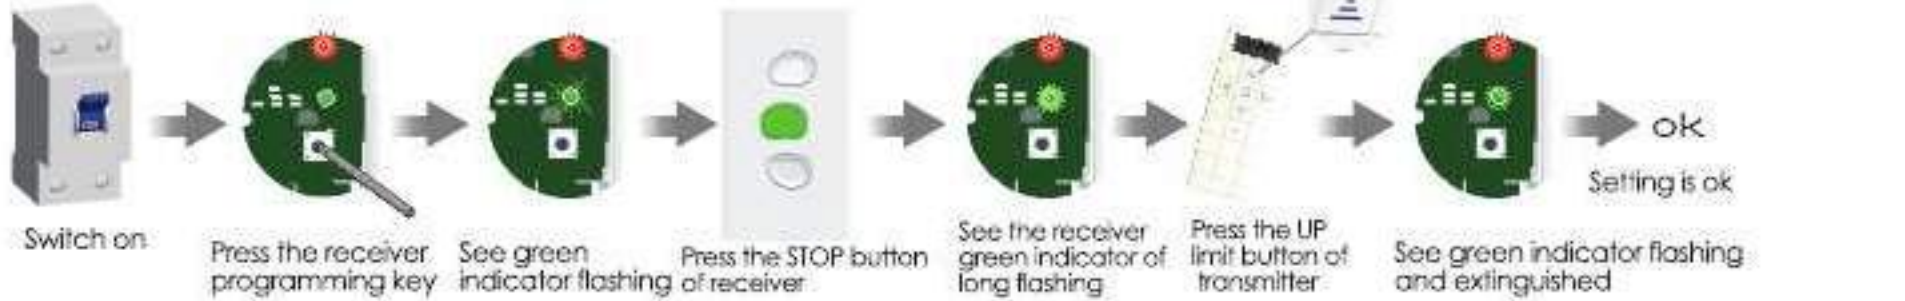 Switch on
Press the receiver
programming key
See green
indicator flashing
Press the STOP button
of receiver
See the receiver
green indicator of
long flashing
Press the UP
limit button of
transmitter
See green indicator flashing
and extinguished
ok
Setting is ok